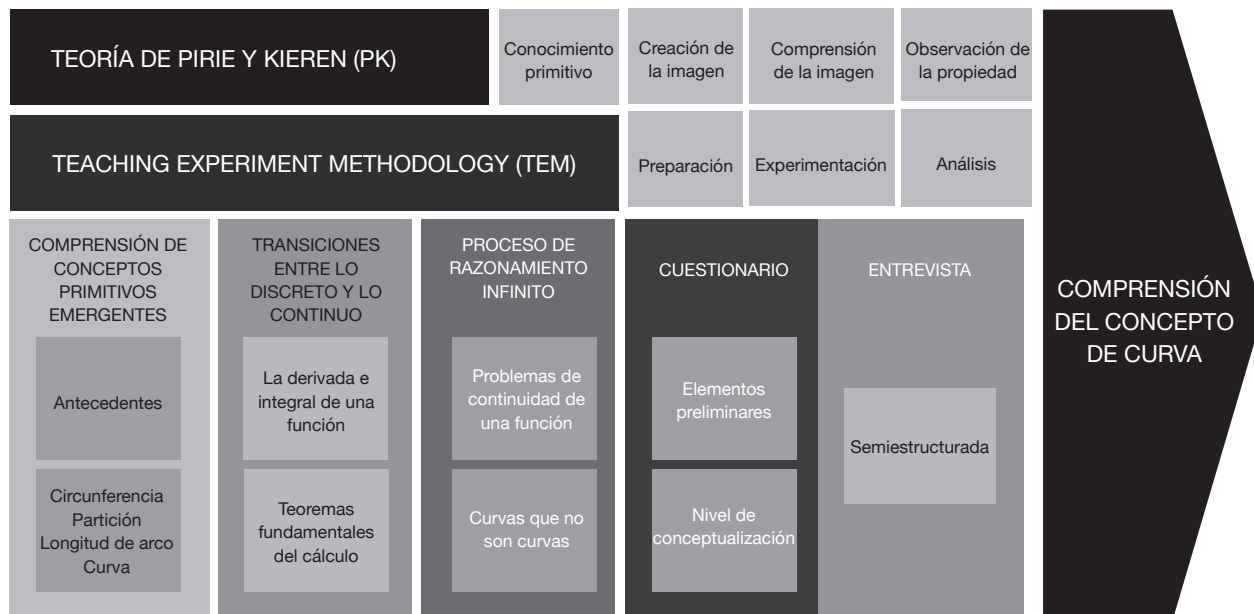 TEORÍA DE PIRIE Y KIEREN (PK)
Conocimiento
primitivo
Creación de
la imagen
Comprensión
de la imagen
Observación de
la propiedad
TEACHING EXPERIMENT METHODOLOGY (TEM)
Preparación
Experimentación
Análisis
COMPRENSIÓN DE
CONCEPTOS
PRIMITIVOS
EMERGENTES
Antecedentes
Circunferencia
Partición
Longitud de arco
Curva
TRANSICIONES
ENTRE LO
DISCRETO Y LO
CONTINUO
La derivada e
integral de una
función
Teoremas
fundamentales
del cálculo
PROCESO DE
RAZONAMIENTO
INFINITO
Problemas de
continuidad de
una función
Curvas que no
son curvas
CUESTIONARIO
Elementos
preliminares
Nivel de
conceptualización
ENTREVISTA
Semiestructurada
COMPRENSIÓN
DEL CONCEPTO
DE CURVA